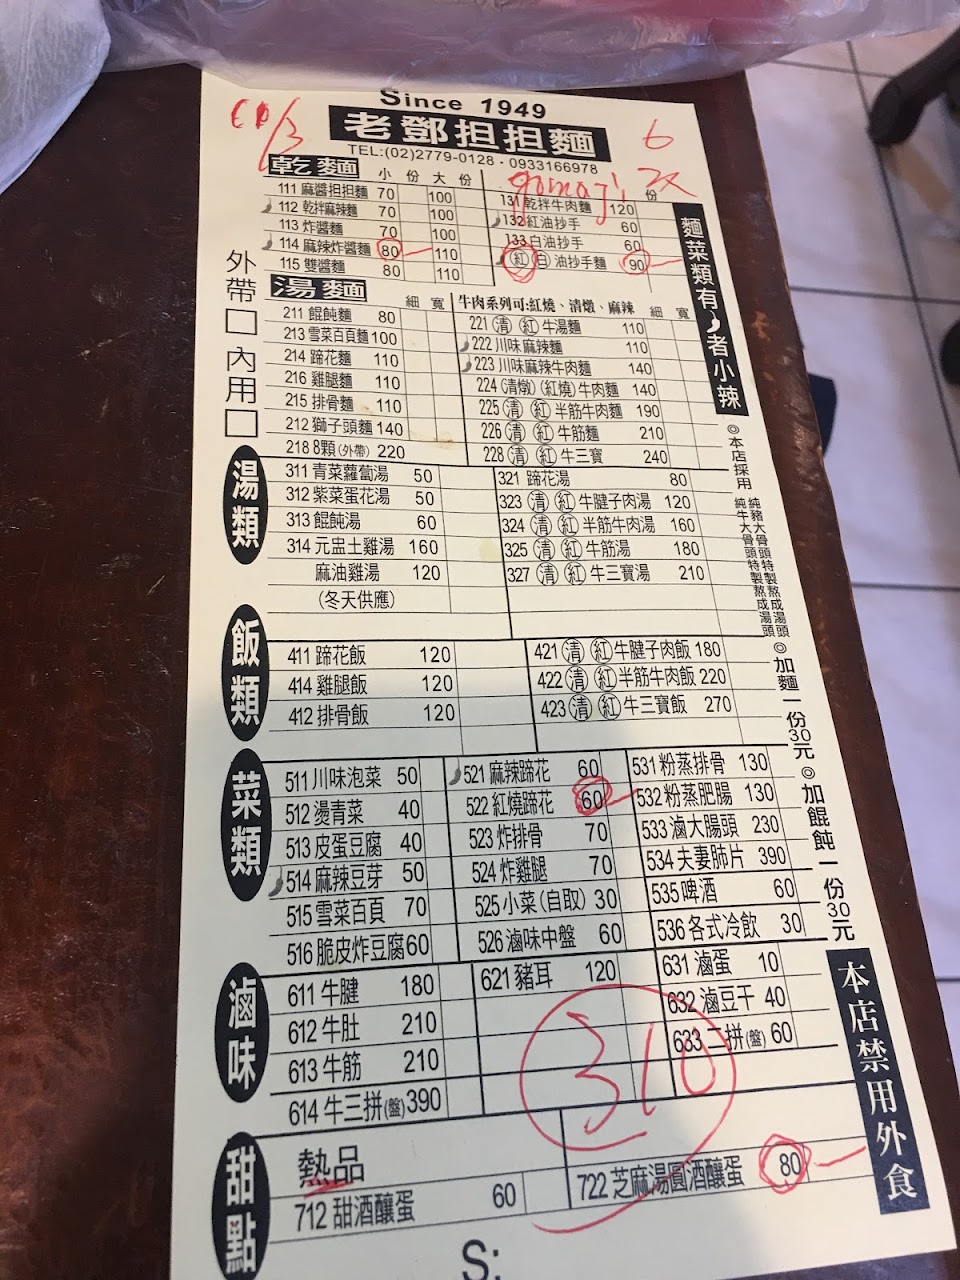 Since 1949
老鄧担担麵
TEL:(02)2779-0128・0933166978
6
gomaji 2次
乾麵 小份 大份 份
111 麻醬担担麵 70 100
112 乾拌麻辣麵 70 100
113 炸醬麵 70 100
114 麻辣炸醬麵 80 110
115 雙醬麵 80 110
131 乾拌牛肉麵 120
132 紅油抄手 60
133 白油抄手 60
紅 白 油抄手麵 90
湯麵 細 寬
211 餛飩麵 80
213 雪菜百頁麵 100
214 蹄花麵 110
216 雞腿麵 110
215 排骨麵 110
212 獅子頭麵 140
218 8顆(外帶) 220
牛肉系列可:紅燒、清燉、麻辣 細 寬
221 清 紅 牛湯麵 110
222 川味麻辣麵 110
223 川味麻辣牛肉麵 140
224 (清燉)(紅燒)牛肉麵 140
225 清 紅 半筋牛肉麵 190
226 清 紅 牛筋麵 210
228 清 紅 牛三寶 240
外帶□ 內用□
湯類
311 青菜蘿蔔湯 50
312 紫菜蛋花湯 50
313 餛飩湯 60
314 元盅土雞湯 160
麻油雞湯 120
(冬天供應)
321 蹄花湯 80
323 清 紅 牛腱子肉湯 120
324 清 紅 半筋牛肉湯 160
325 清 紅 牛筋湯 180
327 清 紅 牛三寶湯 210
飯類
411 蹄花飯 120
414 雞腿飯 120
412 排骨飯 120
421 清 紅 牛腱子肉飯 180
422 清 紅 半筋牛肉飯 220
423 清 紅 牛三寶飯 270
菜類
511 川味泡菜 50
512 燙青菜 40
513 皮蛋豆腐 40
514 麻辣豆芽 50
515 雪菜百頁 70
516 脆皮炸豆腐 60
521 麻辣蹄花 60
522 紅燒蹄花 60
523 炸排骨 70
524 炸雞腿 70
525 小菜(自取) 30
526 滷味中盤 60
531 粉蒸排骨 130
532 粉蒸肥腸 130
533 滷大腸頭 230
534 夫妻肺片 390
535 啤酒 60
536 各式冷飲 30
滷味
611 牛腱 180
612 牛肚 210
613 牛筋 210
614 牛三拼(盤) 390
621 豬耳 120
631 滷蛋 10
632 滷豆干 40
633 二拼(盤) 60
310
甜點
熱品
712 甜酒釀蛋 60
722 芝麻湯圓酒釀蛋 80
S:
麵菜類有者小辣
◎本店採用
純豬大骨頭特製熬成湯頭
純牛大骨頭特製熬成湯頭
◎加麵一份30元
◎加餛飩一份30元
本店禁用外食